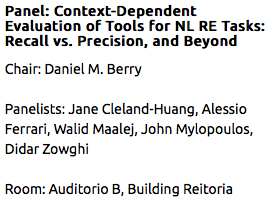 Panel: Context-Dependent
Evaluation of Tools for NL RE Tasks:
Recall vs. Precision, and Beyond
Chair: Daniel M. Berry
Panelists: Jane Cleland-Huang, Alessio
Ferrari, Walid Maalej, John Mylopoulos,
Didar Zowghi
Room: Auditorio B, Building Reitoria